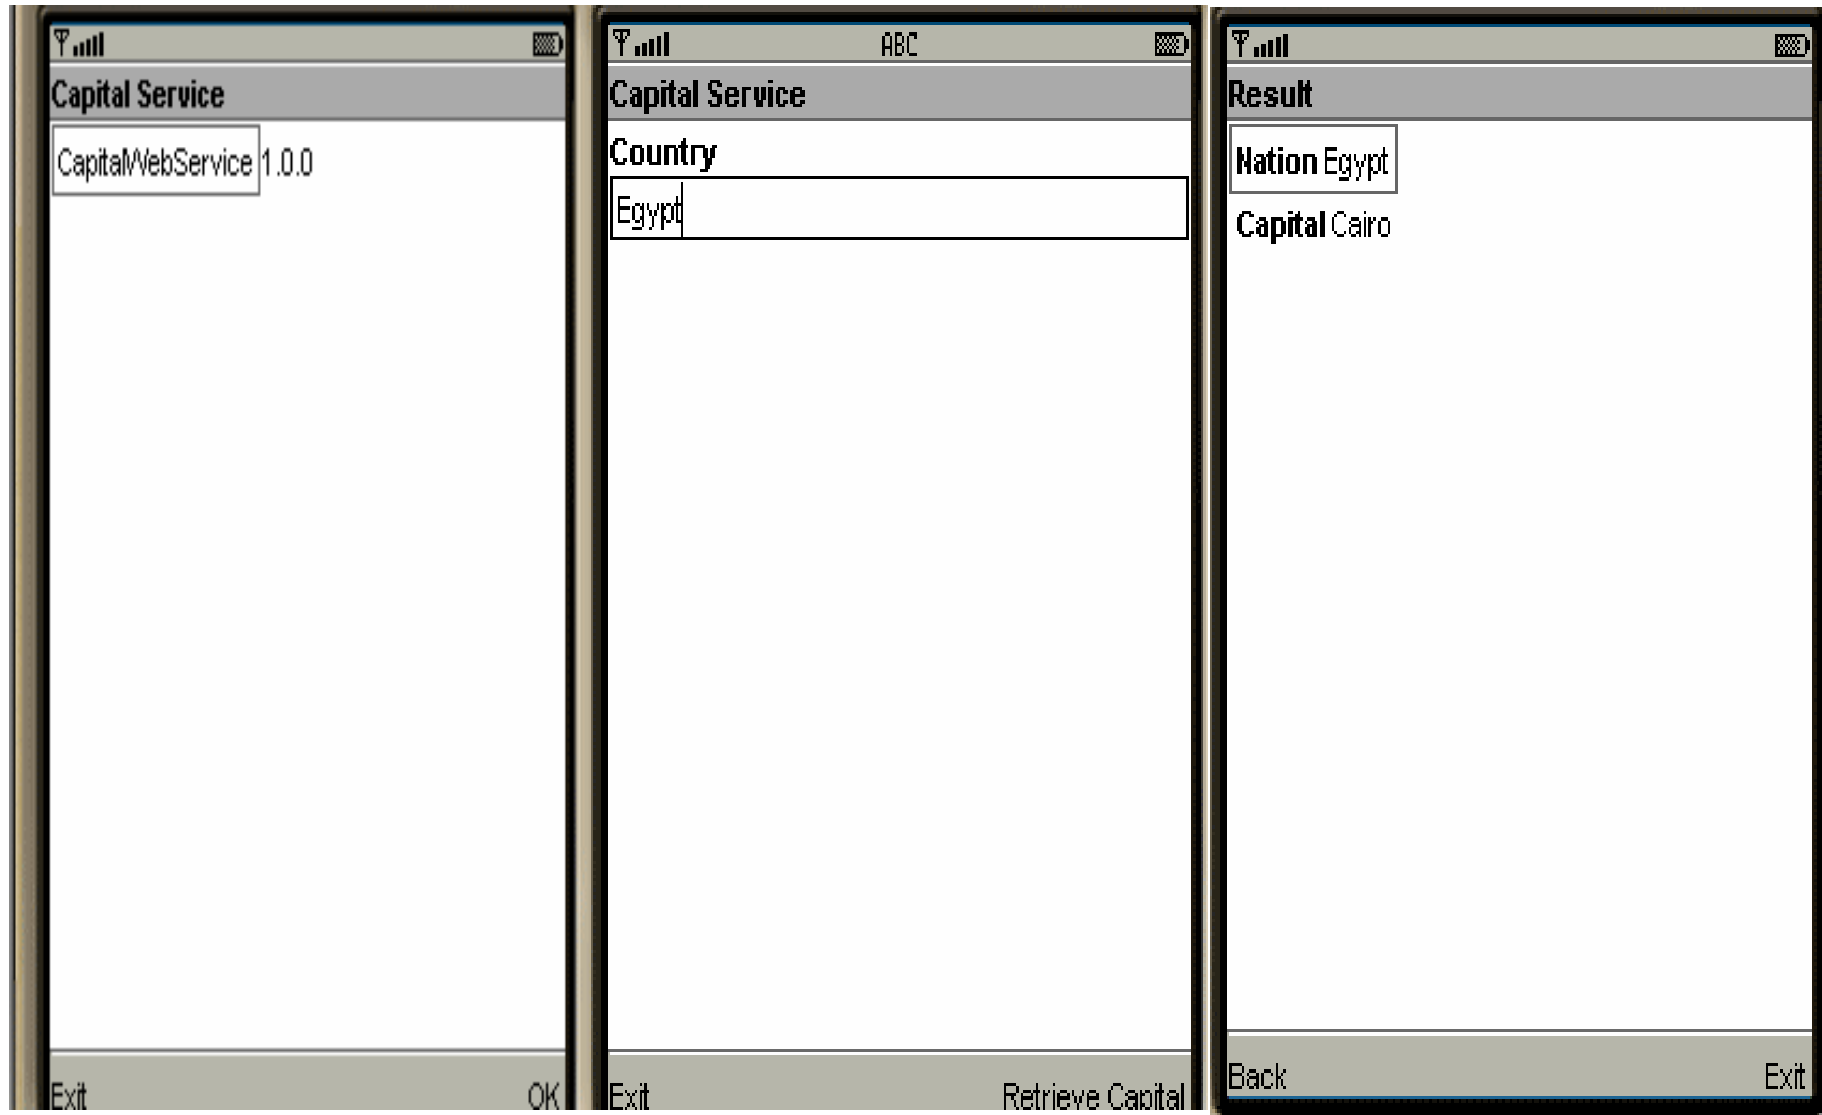 Capital Service
CapitalWebService 1.0.0
Exit OK
ABC
Capital Service
Country
Egypt
Exit Retrieve Capital
Result
Nation Egypt
Capital Cairo
Back Exit